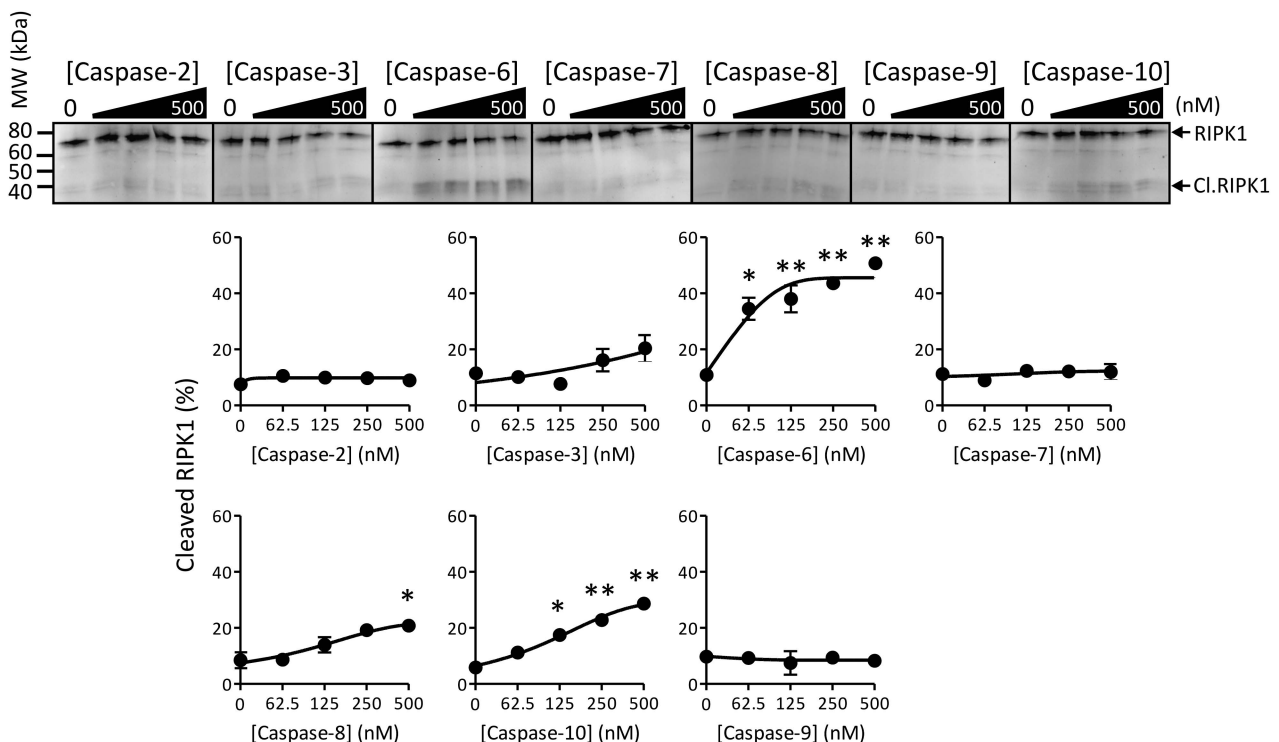 MW (kDa)
[Caspase-2] [Caspase-3] [Caspase-6] [Caspase-7] [Caspase-8] [Caspase-9] [Caspase-10]
0 500 0 500 0 500 0 500 0 500 0 500 0 500 (nM)
80
60
50
40
RIPK1
Cl.RIPK1
Cleaved RIPK1 (%)
60
40
20
0
0 62.5 125 250 500
[Caspase-2] (nM)
60
40
20
0
0 62.5 125 250 500
[Caspase-3] (nM)
60
40
20
0
* ** ** **
0 62.5 125 250 500
[Caspase-6] (nM)
60
40
20
0
0 62.5 125 250 500
[Caspase-7] (nM)
60
40
20
0
*
0 62.5 125 250 500
[Caspase-8] (nM)
60
40
20
0
* ** **
0 62.5 125 250 500
[Caspase-10] (nM)
60
40
20
0
0 62.5 125 250 500
[Caspase-9] (nM)